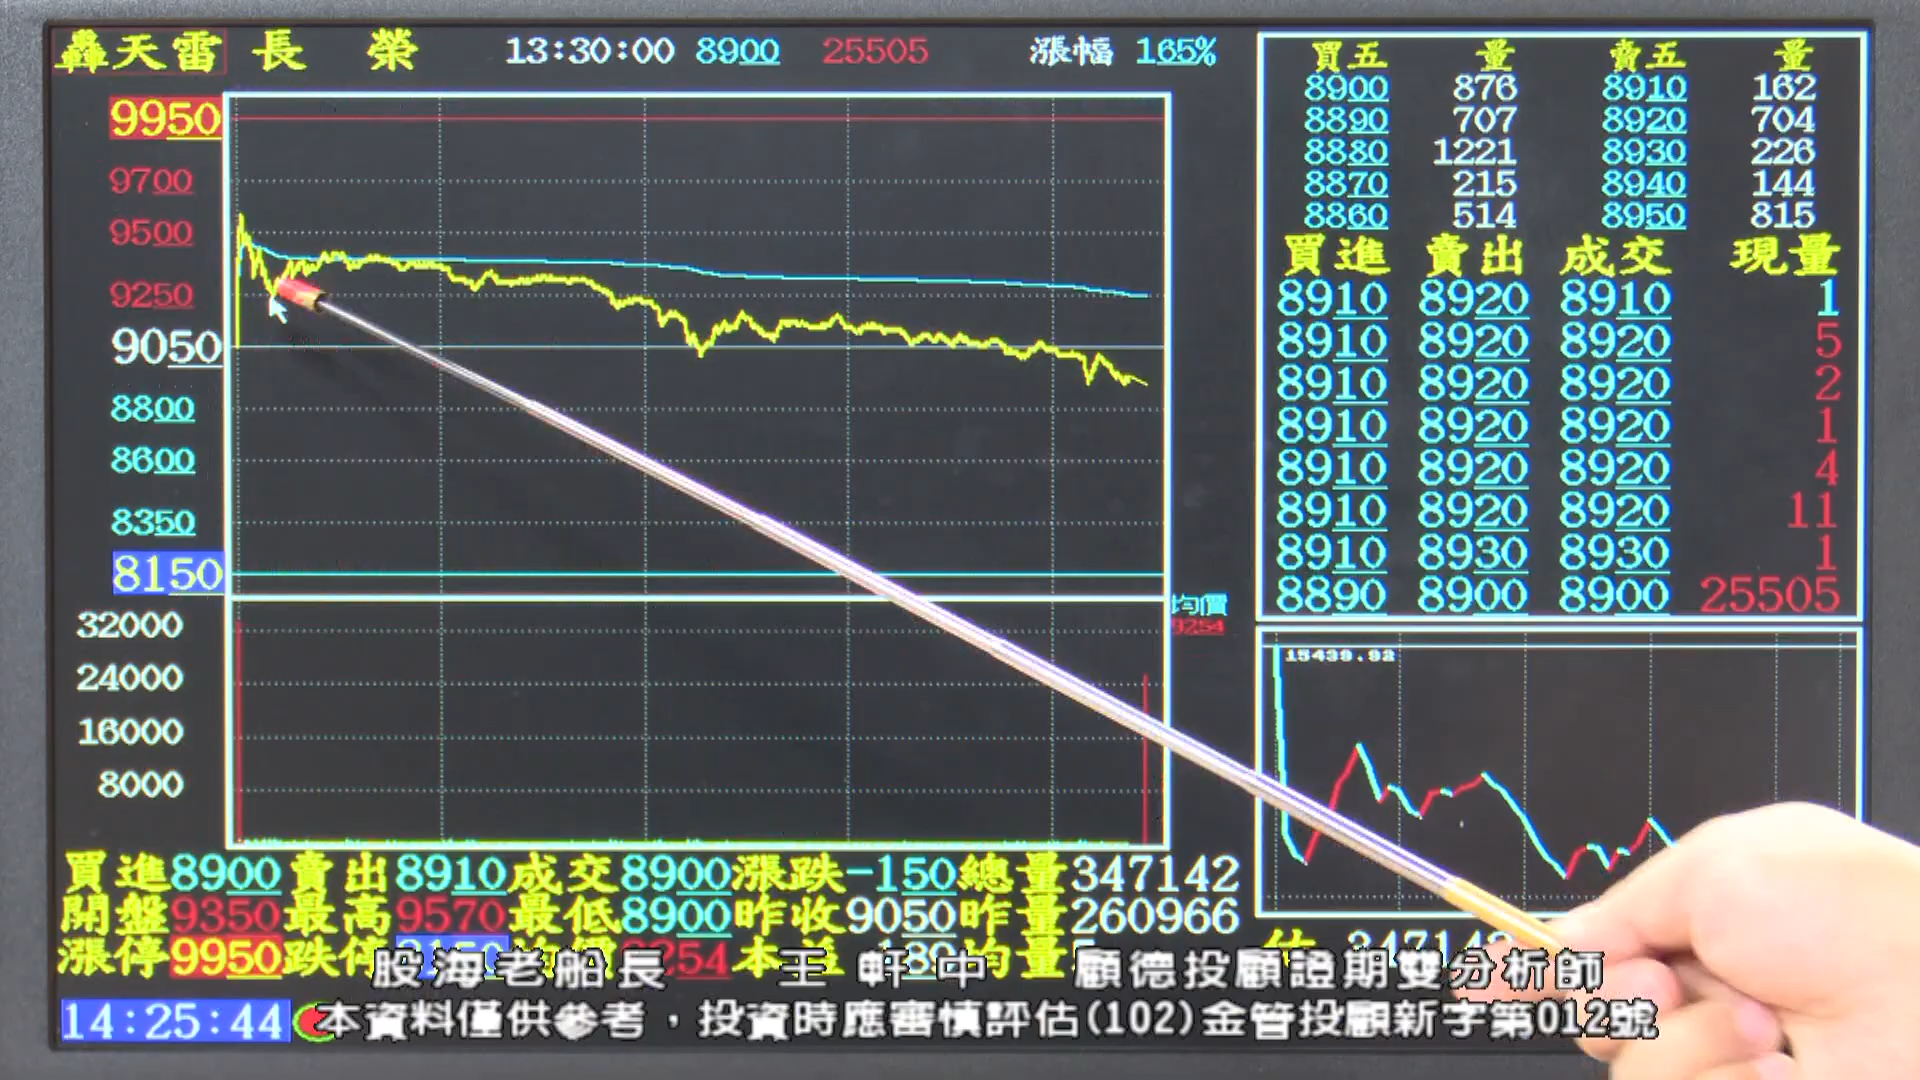 轟天雷 長 榮 13:30:00 8900 25505 漲幅 165%
9950
9700
9500
9250
9050
8800
8600
8350
8150
32000
24000
16000
8000
均價
9254
買五 量 賣五 量
8900 876 8910 162
8890 707 8920 704
8880 1221 8930 226
8870 215 8940 144
8860 514 8950 815
買進 賣出 成交 現量
8910 8920 8910 1
8910 8920 8920 5
8910 8920 8920 2
8910 8920 8920 1
8910 8920 8920 4
8910 8920 8920 11
8910 8930 8930 1
8890 8900 8900 25505
15439.92
買進8900 賣出8910 成交8900 漲跌-150 總量347142
開盤9350 最高9570 最低8900 昨收9050 昨量260966
漲停9950 跌停 本益 均量 估 347142
股海老船長 王軒中 顧德投顧證期雙分析師
14:25:44 本資料僅供參考，投資時應審慎評估(102)金管投顧新字第012號